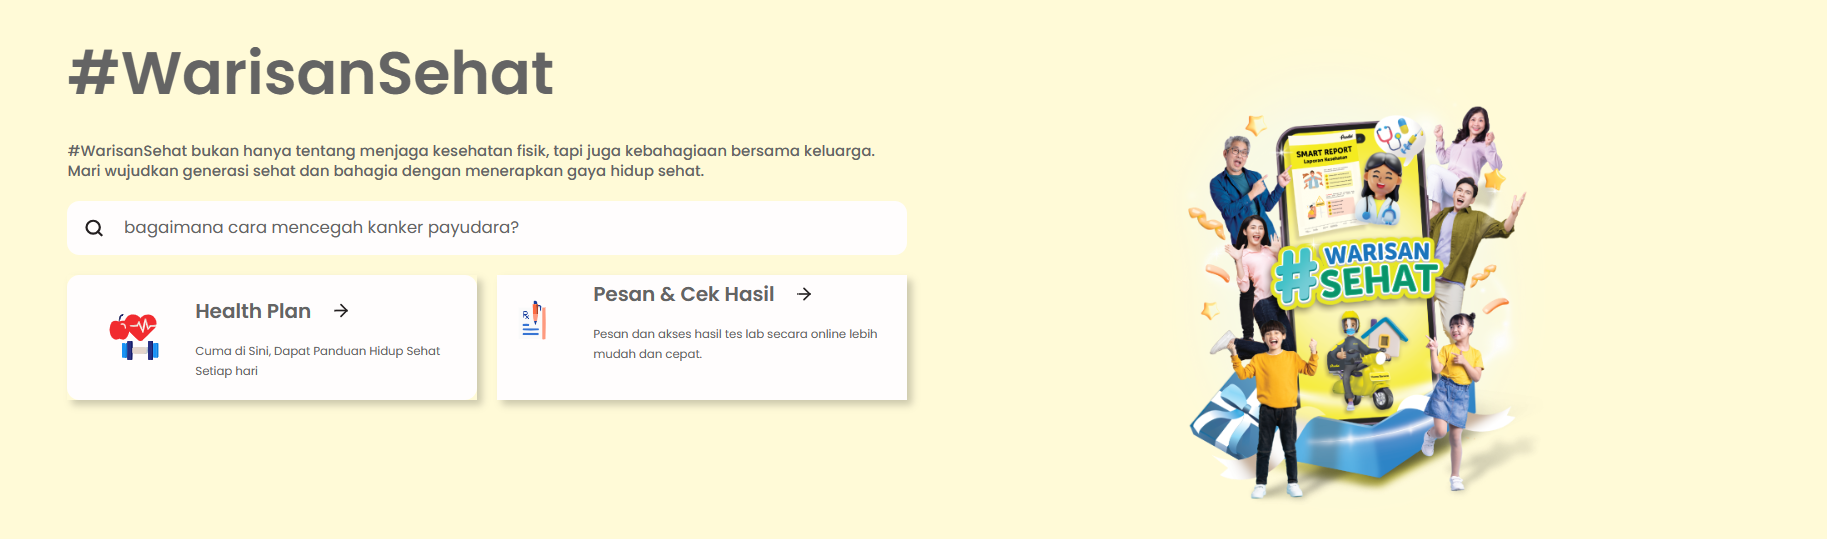 #WarisanSehat
#WarisanSehat bukan hanya tentang menjaga kesehatan fisik, tapi juga kebahagiaan bersama keluarga.
Mari wujudkan generasi sehat dan bahagia dengan menerapkan gaya hidup sehat.
bagaimana cara mencegah kanker payudara?
Health Plan
Cuma di Sini, Dapat Panduan Hidup Sehat
Setiap hari
Pesan & Cek Hasil
Pesan dan akses hasil tes lab secara online lebih
mudah dan cepat.
SMART REPORT
Laporan Kesehatan
#WARISAN
SEHAT